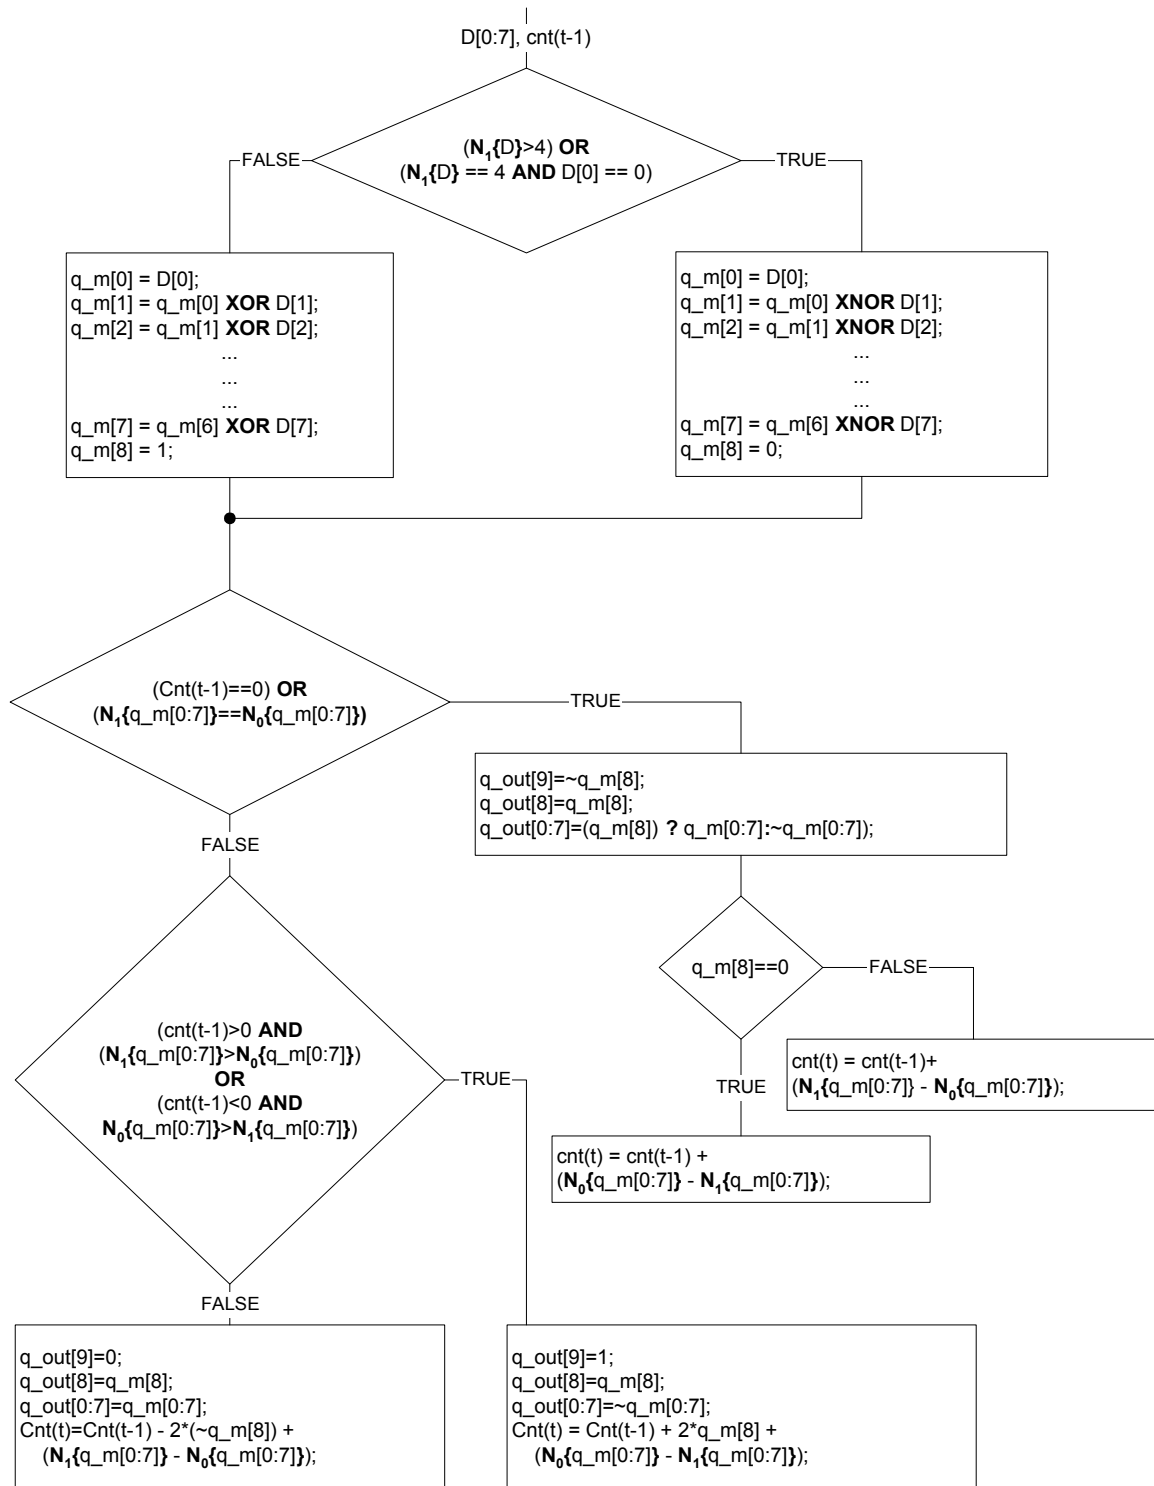 D[0:7], cnt(t-1)
(N₁{D}>4) OR
(N₁{D} == 4 AND D[0] == 0)
FALSE
TRUE
q_m[0] = D[0];
q_m[1] = q_m[0] XOR D[1];
q_m[2] = q_m[1] XOR D[2];
...
...
...
q_m[7] = q_m[6] XOR D[7];
q_m[8] = 1;
q_m[0] = D[0];
q_m[1] = q_m[0] XNOR D[1];
q_m[2] = q_m[1] XNOR D[2];
...
...
...
q_m[7] = q_m[6] XNOR D[7];
q_m[8] = 0;
(Cnt(t-1)==0) OR
(N₁{q_m[0:7]}==N₀{q_m[0:7]})
TRUE
FALSE
q_out[9]=~q_m[8];
q_out[8]=q_m[8];
q_out[0:7]=(q_m[8]) ? q_m[0:7]:~q_m[0:7]);
q_m[8]==0
FALSE
TRUE
cnt(t) = cnt(t-1)+
(N₁{q_m[0:7]} - N₀{q_m[0:7]});
cnt(t) = cnt(t-1) +
(N₀{q_m[0:7]} - N₁{q_m[0:7]});
(cnt(t-1)>0 AND
(N₁{q_m[0:7]}>N₀{q_m[0:7]})
OR
(cnt(t-1)<0 AND
N₀{q_m[0:7]}>N₁{q_m[0:7]})
TRUE
FALSE
q_out[9]=0;
q_out[8]=q_m[8];
q_out[0:7]=q_m[0:7];
Cnt(t)=Cnt(t-1) - 2*(~q_m[8]) +
(N₁{q_m[0:7]} - N₀{q_m[0:7]});
q_out[9]=1;
q_out[8]=q_m[8];
q_out[0:7]=~q_m[0:7];
Cnt(t) = Cnt(t-1) + 2*q_m[8] +
(N₀{q_m[0:7]} - N₁{q_m[0:7]});